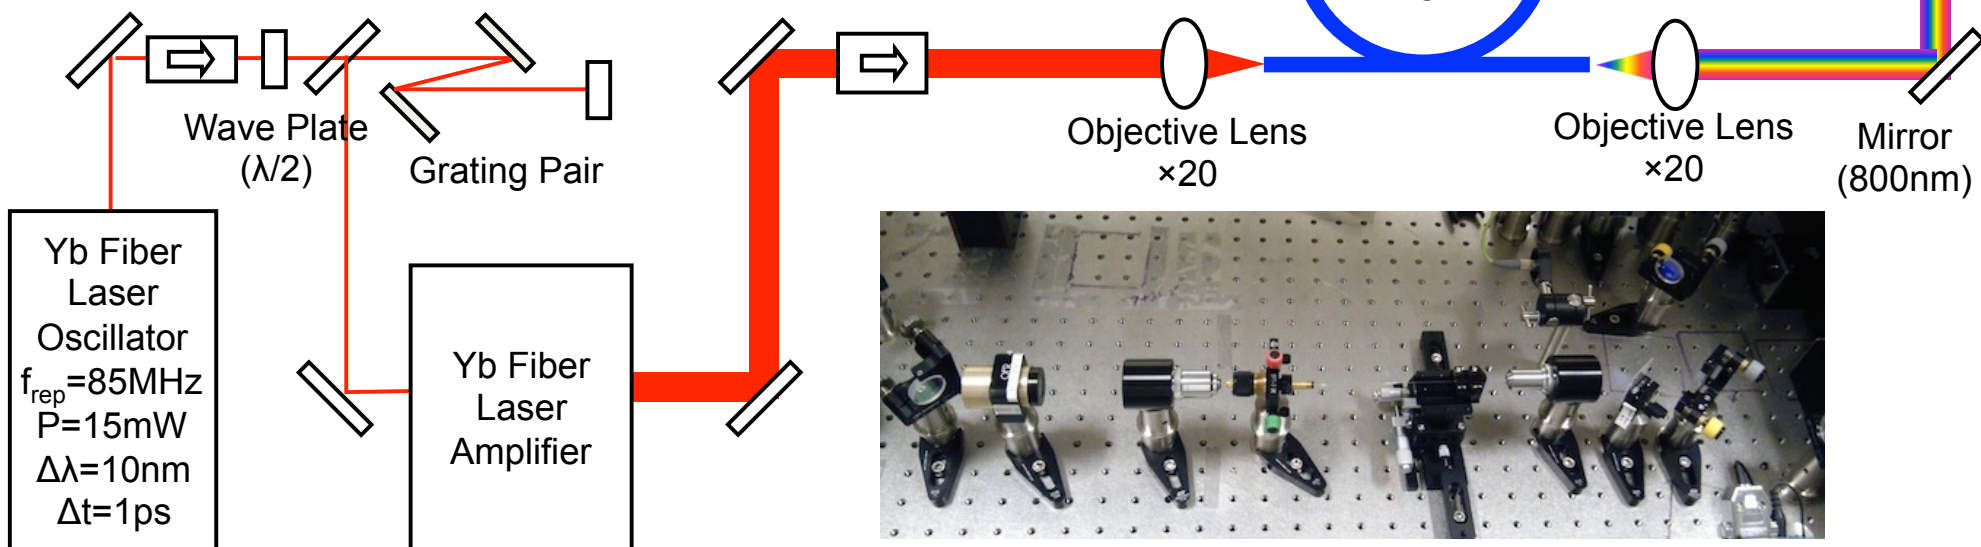 Wave Plate
(λ/2)
Grating Pair
Objective Lens
×20
Objective Lens
×20
Mirror
(800nm)
Yb Fiber
Laser
Oscillator
f_rep=85MHz
P=15mW
Δλ=10nm
Δt=1ps
Yb Fiber
Laser
Amplifier